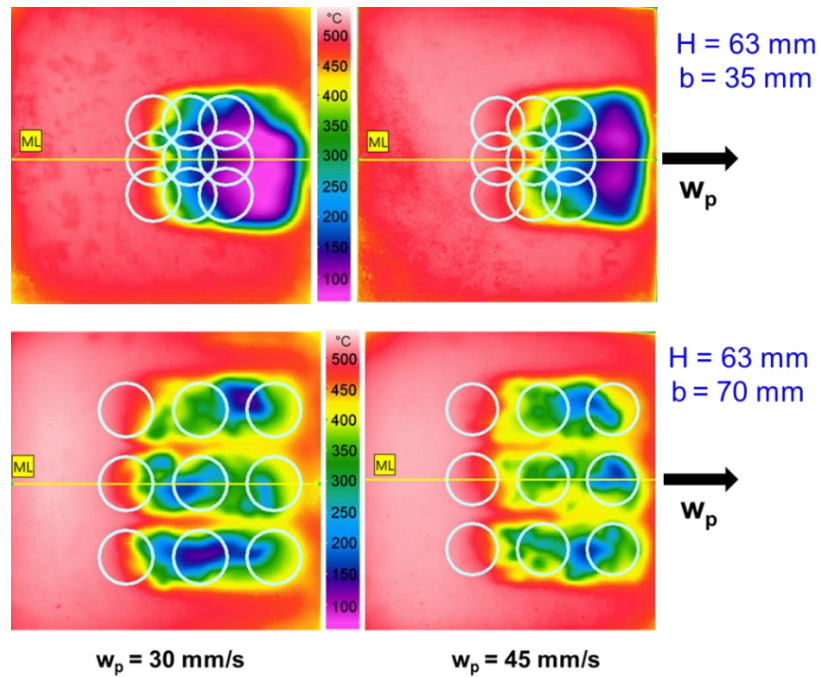 °C
500
450
400
350
300
250
200
150
100
ML
ML
H = 63 mm
b = 35 mm
wp
°C
500
450
400
350
300
250
200
150
100
ML
ML
H = 63 mm
b = 70 mm
wp
wp = 30 mm/s
wp = 45 mm/s